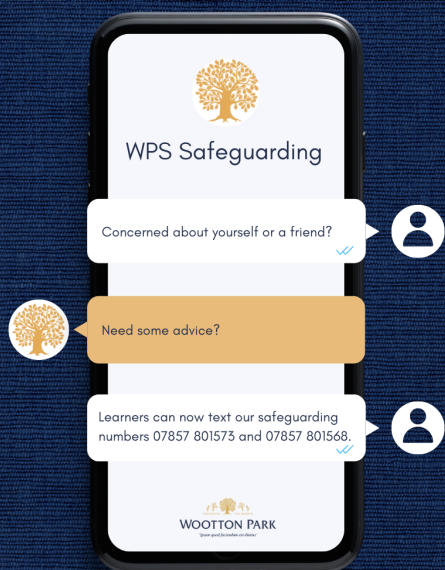 WPS Safeguarding
Concerned about yourself or a friend?
Need some advice?
Learners can now text our safeguarding
numbers 07857 801573 and 07857 801568.
WOOTTON PARK